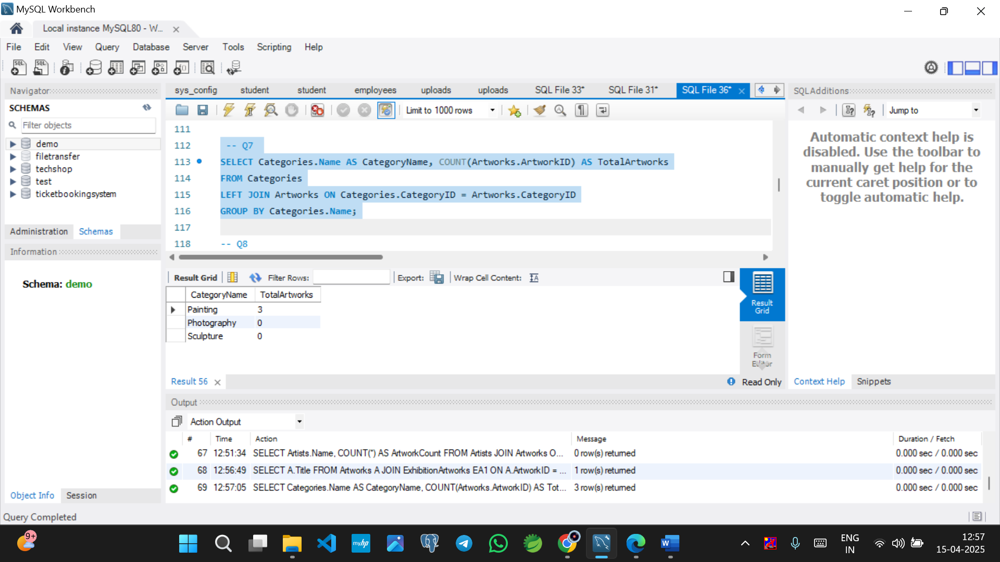 MySQL Workbench
Local instance MySQL80 - W...
File Edit View Query Database Server Tools Scripting Help
Navigator
SCHEMAS
Filter objects
demo
filetransfer
techshop
test
ticketbookingsystem
Administration Schemas
Information
Schema: demo
Object Info Session
sys_config student student employees uploads uploads SQL File 33* SQL File 31* SQL File 36*
Limit to 1000 rows
111
112 -- Q7
113 SELECT Categories.Name AS CategoryName, COUNT(Artworks.ArtworkID) AS TotalArtworks
114 FROM Categories
115 LEFT JOIN Artworks ON Categories.CategoryID = Artworks.CategoryID
116 GROUP BY Categories.Name;
117
118 -- Q8
Result Grid Filter Rows: Export: Wrap Cell Content:
CategoryName TotalArtworks
Painting 3
Photography 0
Sculpture 0
Result
Grid
Form
Editor
Result 56
Read Only
SQLAdditions
Jump to
Automatic context help is
disabled. Use the toolbar to
manually get help for the
current caret position or to
toggle automatic help.
Context Help Snippets
Output
Action Output
# Time Action Message Duration / Fetch
67 12:51:34 SELECT Artists.Name, COUNT(*) AS ArtworkCount FROM Artists JOIN Artworks O... 0 row(s) returned 0.000 sec / 0.000 sec
68 12:56:49 SELECT A.Title FROM Artworks A JOIN ExhibitionArtworks EA1 ON A.ArtworkID = ... 1 row(s) returned 0.000 sec / 0.000 sec
69 12:57:05 SELECT Categories.Name AS CategoryName, COUNT(Artworks.ArtworkID) AS Tot... 3 row(s) returned 0.000 sec / 0.000 sec
Query Completed
9+
myhp
W
ENG
IN
12:57
15-04-2025